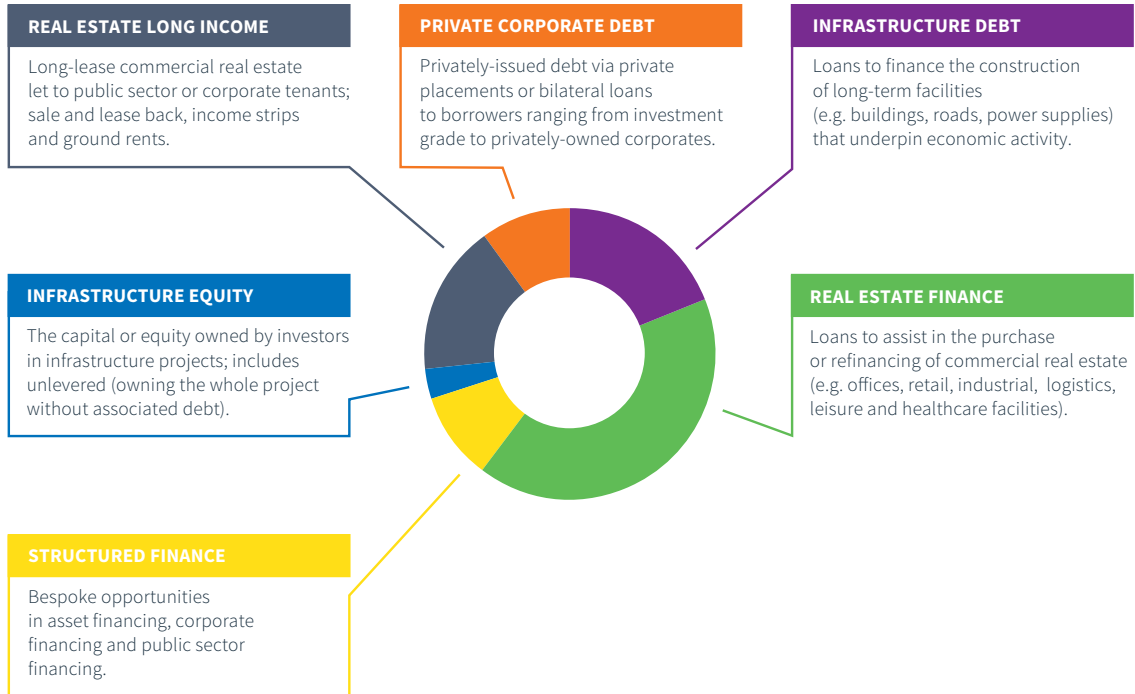 REAL ESTATE LONG INCOME
Long-lease commercial real estate
let to public sector or corporate tenants;
sale and lease back, income strips
and ground rents.
PRIVATE CORPORATE DEBT
Privately-issued debt via private
placements or bilateral loans
to borrowers ranging from investment
grade to privately-owned corporates.
INFRASTRUCTURE DEBT
Loans to finance the construction
of long-term facilities
(e.g. buildings, roads, power supplies)
that underpin economic activity.
INFRASTRUCTURE EQUITY
The capital or equity owned by investors
in infrastructure projects; includes
unlevered (owning the whole project
without associated debt).
REAL ESTATE FINANCE
Loans to assist in the purchase
or refinancing of commercial real estate
(e.g. offices, retail, industrial, logistics,
leisure and healthcare facilities).
STRUCTURED FINANCE
Bespoke opportunities
in asset financing, corporate
financing and public sector
financing.